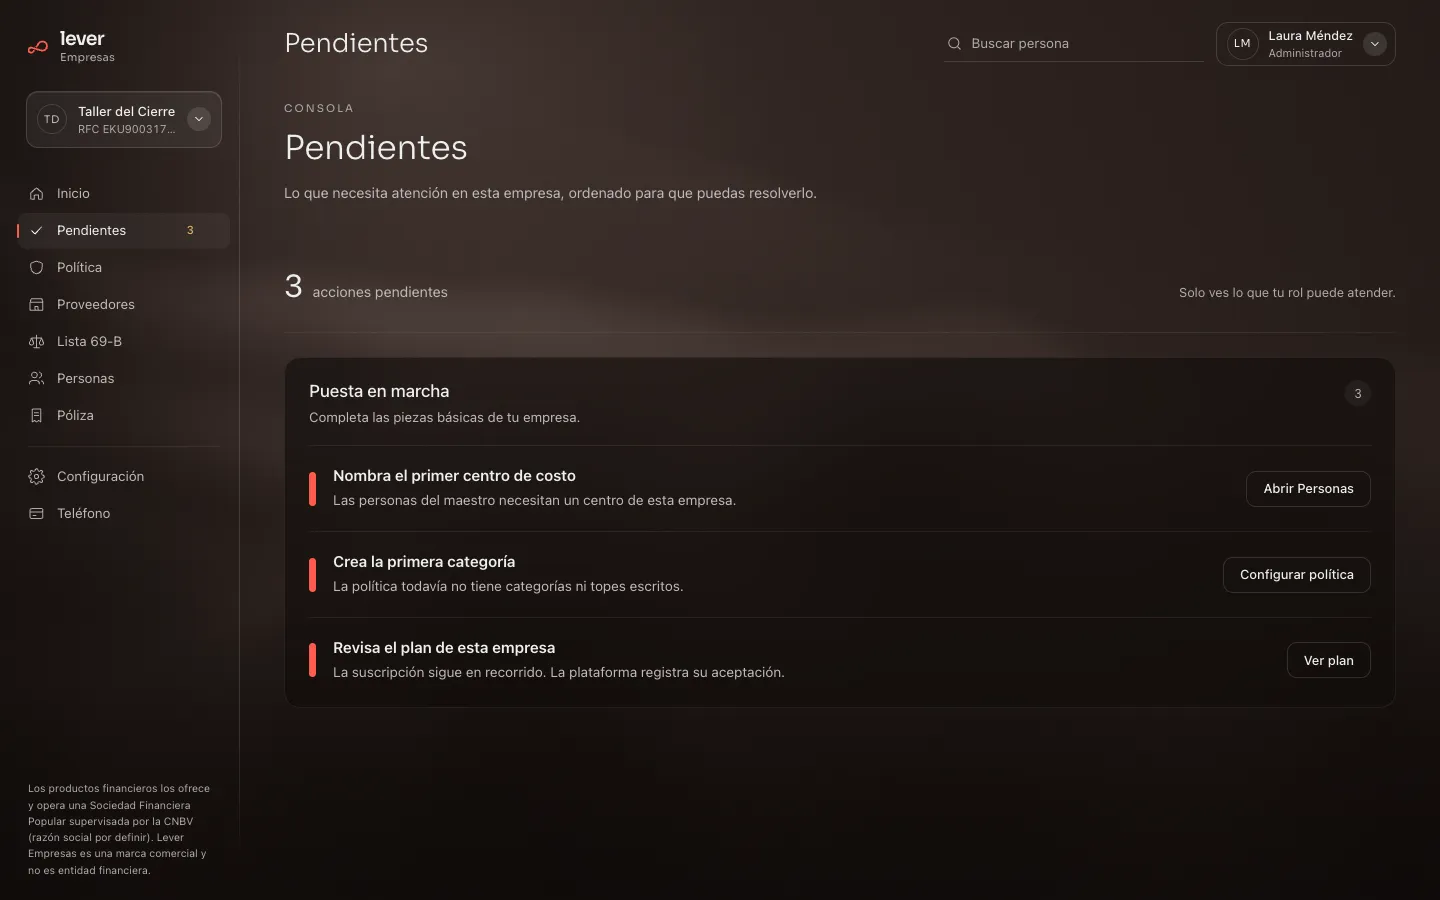 lever
Empresas
TD
Taller del Cierre
RFC EKU900317...
Inicio
Pendientes
3
Política
Proveedores
Lista 69-B
Personas
Póliza
Configuración
Teléfono
Los productos financieros los ofrece
y opera una Sociedad Financiera
Popular supervisada por la CNBV
(razón social por definir). Lever
Empresas es una marca comercial y
no es entidad financiera.
Pendientes
Buscar persona
LM
Laura Méndez
Administrador
CONSOLA
Pendientes
Lo que necesita atención en esta empresa, ordenado para que puedas resolverlo.
3 acciones pendientes
Solo ves lo que tu rol puede atender.
Puesta en marcha
3
Completa las piezas básicas de tu empresa.
Nombra el primer centro de costo
Las personas del maestro necesitan un centro de esta empresa.
Abrir Personas
Crea la primera categoría
La política todavía no tiene categorías ni topes escritos.
Configurar política
Revisa el plan de esta empresa
La suscripción sigue en recorrido. La plataforma registra su aceptación.
Ver plan